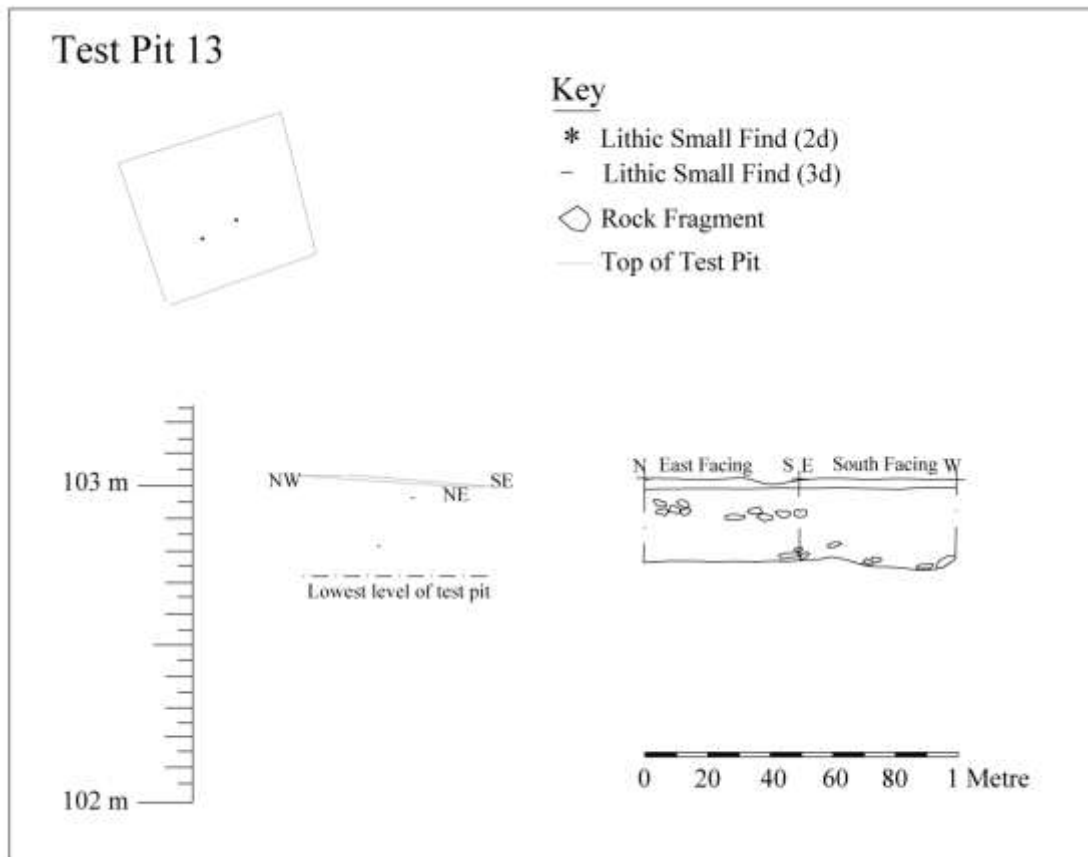 Test Pit 13
Key
* Lithic Small Find (2d)
- Lithic Small Find (3d)
Rock Fragment
Top of Test Pit
103 m
NW
SE
NE
Lowest level of test pit
102 m
N East Facing S E South Facing W
0 20 40 60 80 1 Metre